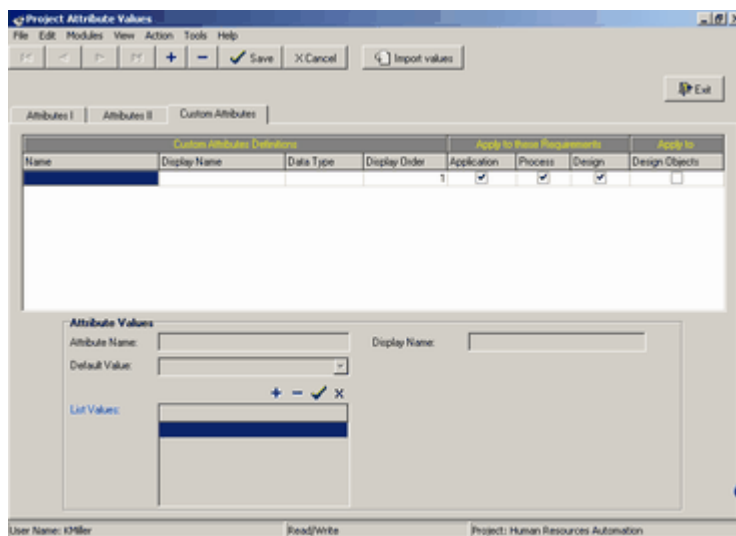 Project Attribute Values
File Edit Modules View Action Tools Help
Save X Cancel Import values
Exit
Attributes I Attributes II Custom Attributes
Custom Attributes Definitions Apply to these Requirements Apply to
Name Display Name Data Type Display Order Application Process Design Design Objects
1
Attribute Values
Attribute Name: Display Name:
Default Value:
List Values:
User Name: KMiller Read/Write Project: Human Resources Automation